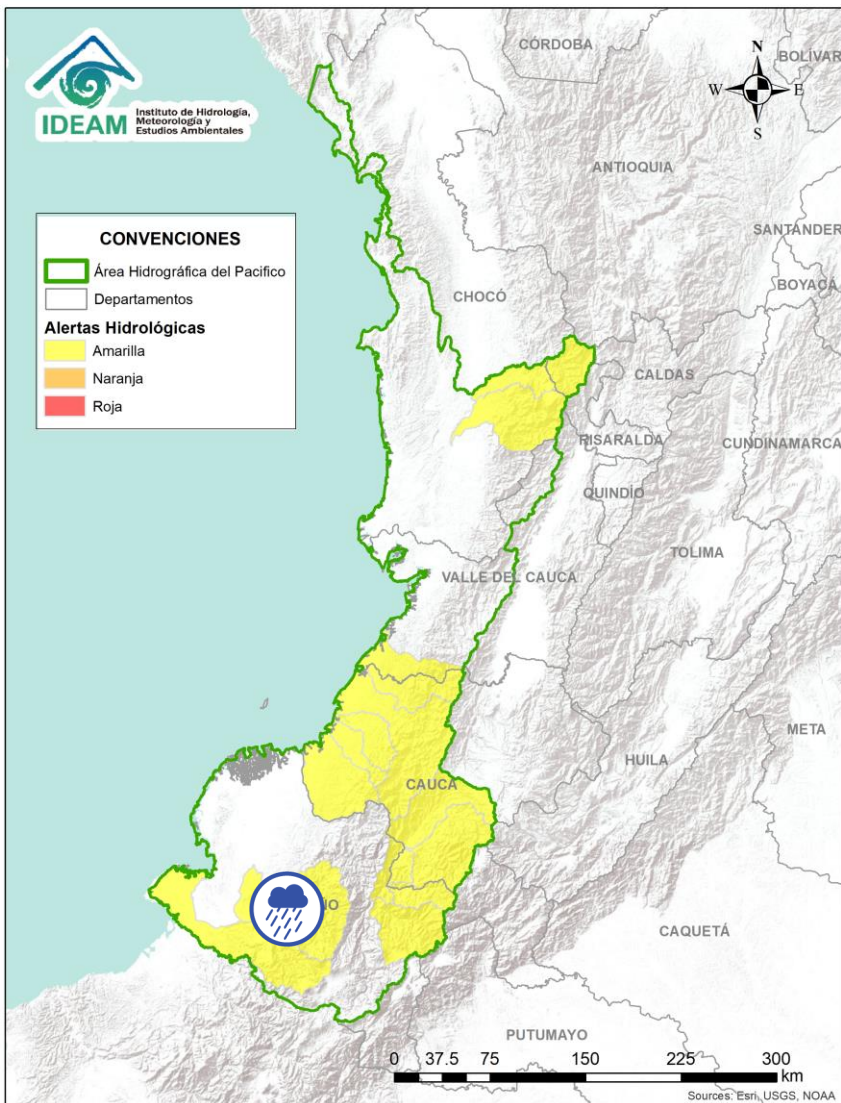 IDEAM
Instituto de Hidrología,
Meteorología y
Estudios Ambientales
CÓRDOBA
BOLÍVAR
N
W
E
S
ANTIOQUIA
SANTANDER
BOYACÁ
CONVENCIONES
Área Hidrográfica del Pacifico
Departamentos
Alertas Hidrológicas
Amarilla
Naranja
Roja
CHOCÓ
CALDAS
RISARALDA
CUNDINAMARCA
QUINDÍO
TOLIMA
VALLE DEL CAUCA
META
HUILA
CAUCA
CAQUETÁ
PUTUMAYO
0 37.5 75 150 225 300
km
Sources: Esri, USGS, NOAA